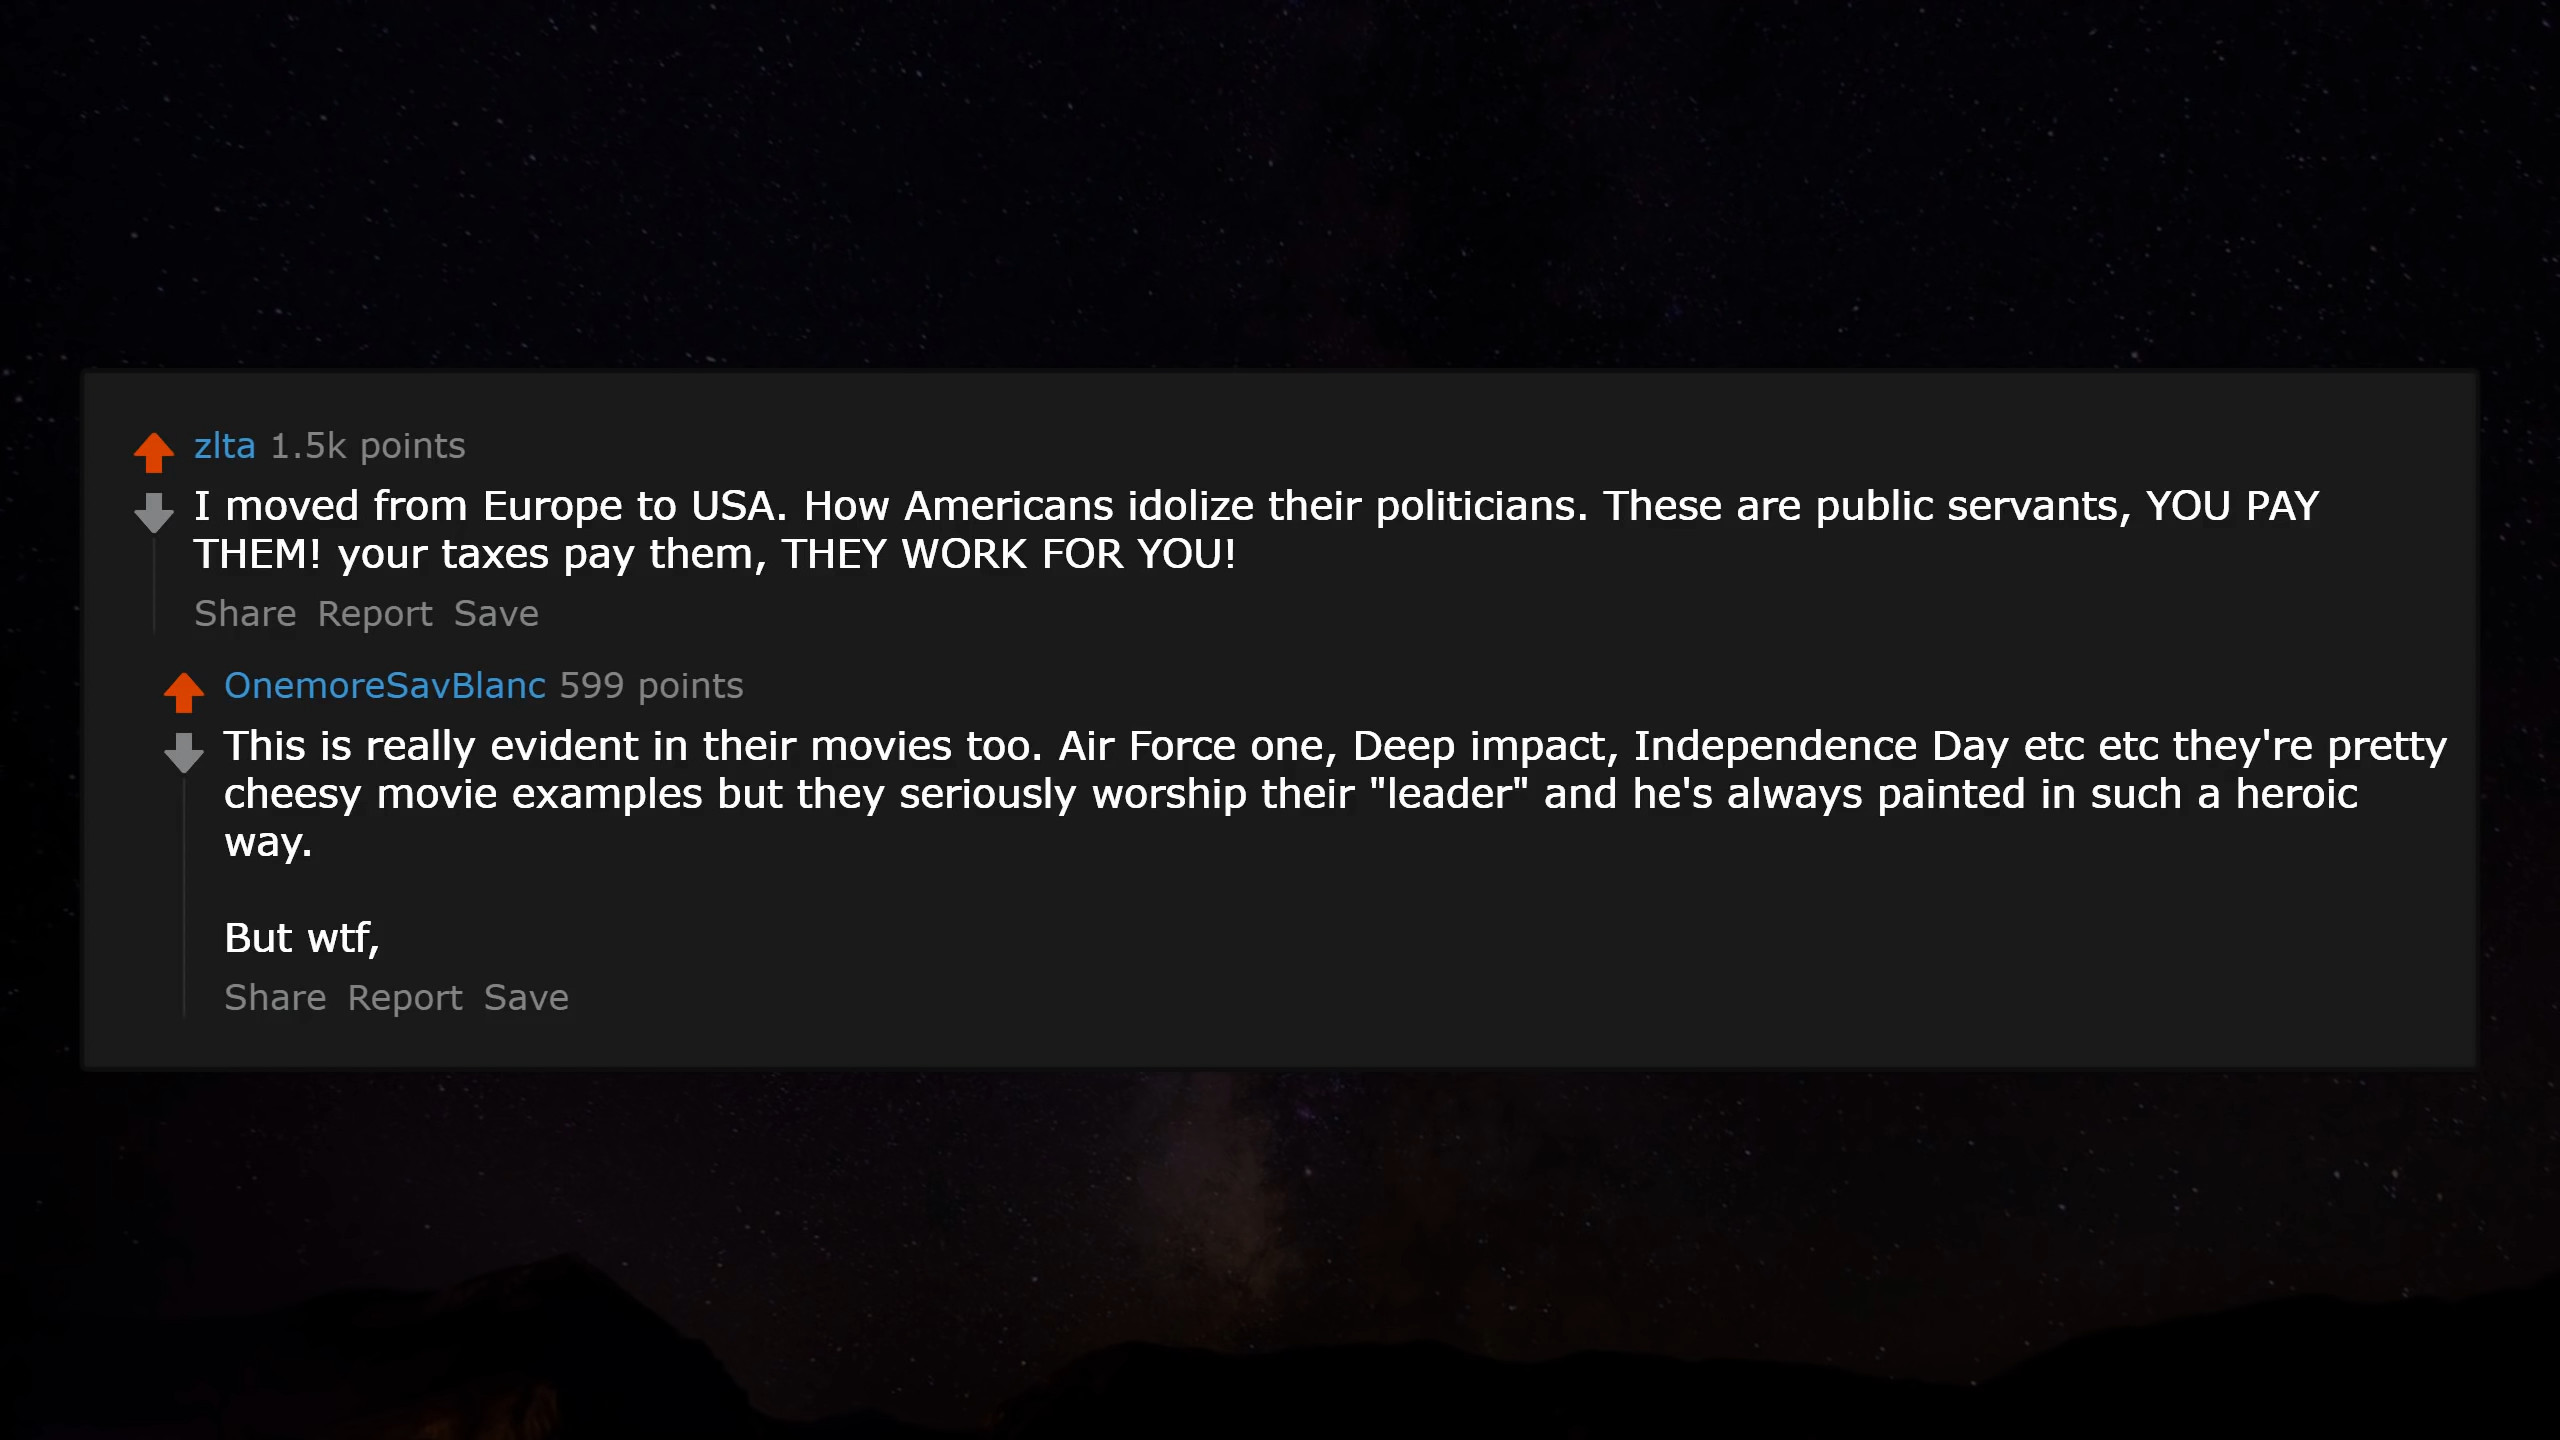 zlta 1.5k points
I moved from Europe to USA. How Americans idolize their politicians. These are public servants, YOU PAY
THEM! your taxes pay them, THEY WORK FOR YOU!
Share Report Save
OnemoreSavBlanc 599 points
This is really evident in their movies too. Air Force one, Deep impact, Independence Day etc etc they're pretty
cheesy movie examples but they seriously worship their "leader" and he's always painted in such a heroic
way.
But wtf,
Share Report Save